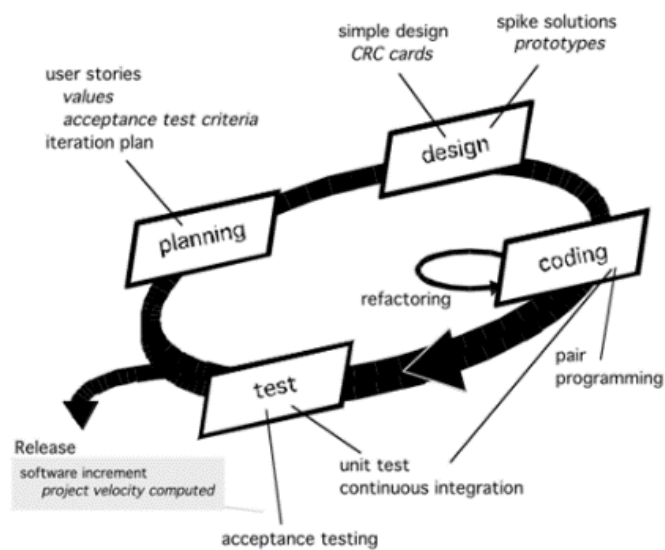 simple design
CRC cards
spike solutions
prototypes
user stories
values
acceptance test criteria
iteration plan
design
planning
coding
refactoring
test
pair
programming
Release
software increment
project velocity computed
unit test
continuous integration
acceptance testing